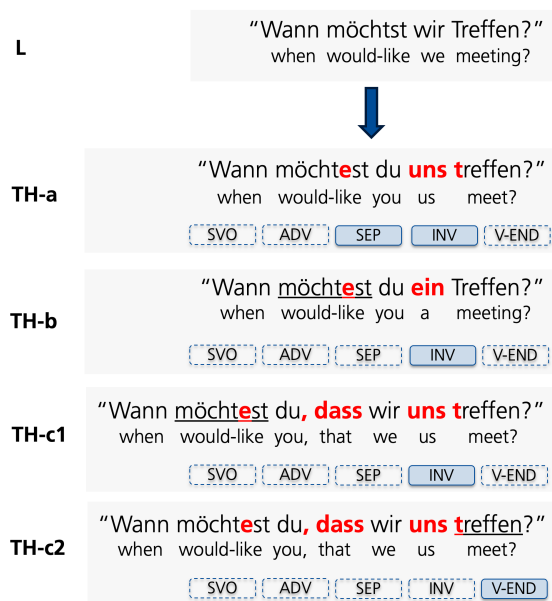 L
“Wann möchtst wir Treffen?”
when would-like we meeting?
TH-a
“Wann möchtest du uns treffen?”
when would-like you us meet?
SVO ADV SEP INV V-END
TH-b
“Wann möchtest du ein Treffen?”
when would-like you a meeting?
SVO ADV SEP INV V-END
TH-c1
“Wann möchtest du, dass wir uns treffen?”
when would-like you, that we us meet?
SVO ADV SEP INV V-END
TH-c2
“Wann möchtest du, dass wir uns treffen?”
when would-like you, that we us meet?
SVO ADV SEP INV V-END